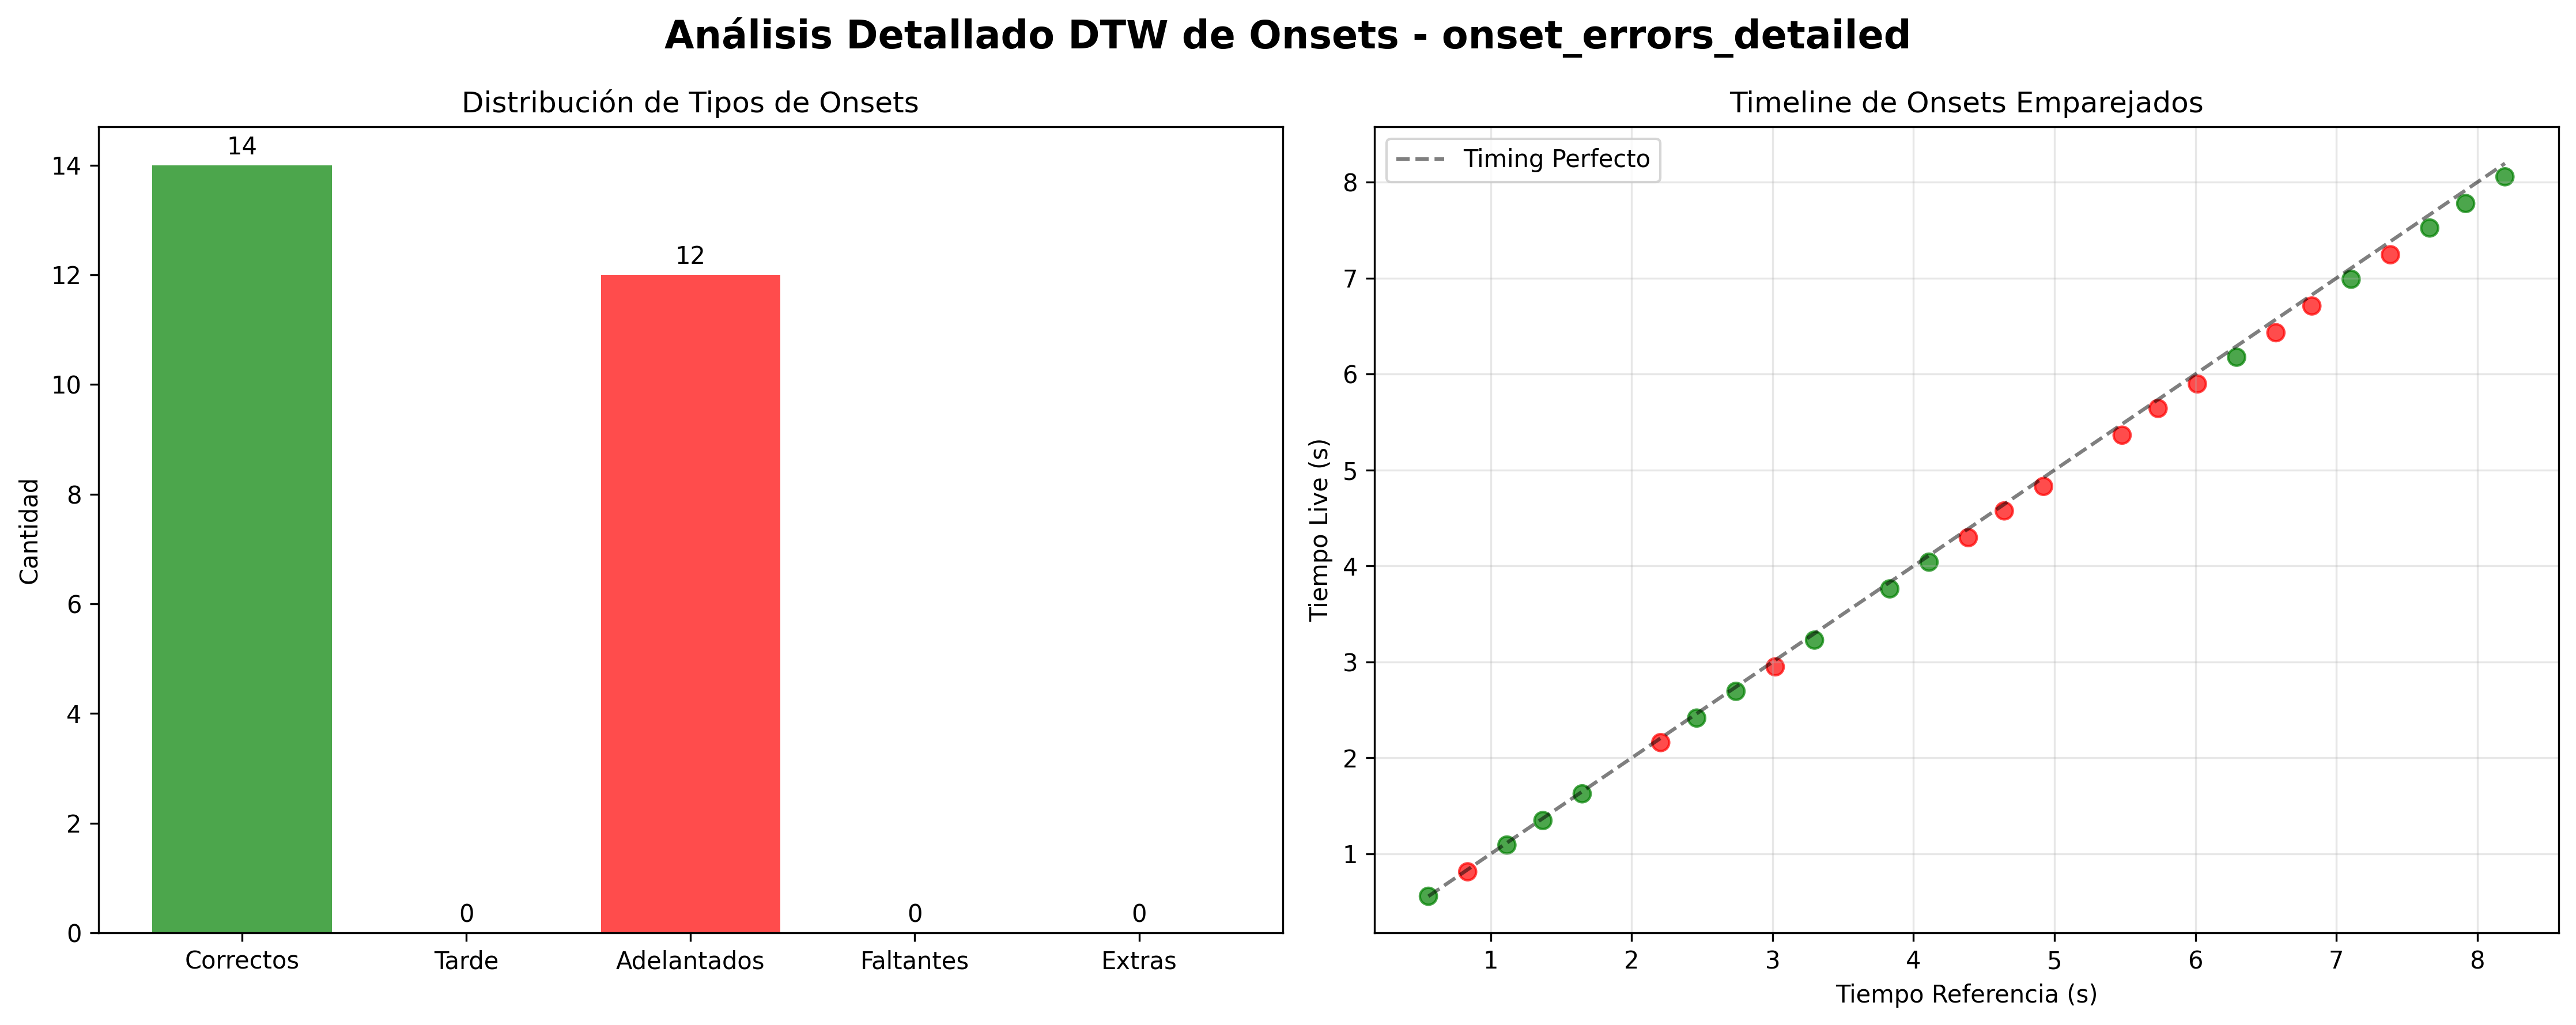 Análisis Detallado DTW de Onsets - onset_errors_detailed
Distribución de Tipos de Onsets
Cantidad
14
12
10
8
6
4
2
0
14
0
12
0
0
Correctos
Tarde
Adelantados
Faltantes
Extras
Timeline de Onsets Emparejados
Timing Perfecto
Tiempo Live (s)
8
7
6
5
4
3
2
1
1
2
3
4
5
6
7
8
Tiempo Referencia (s)